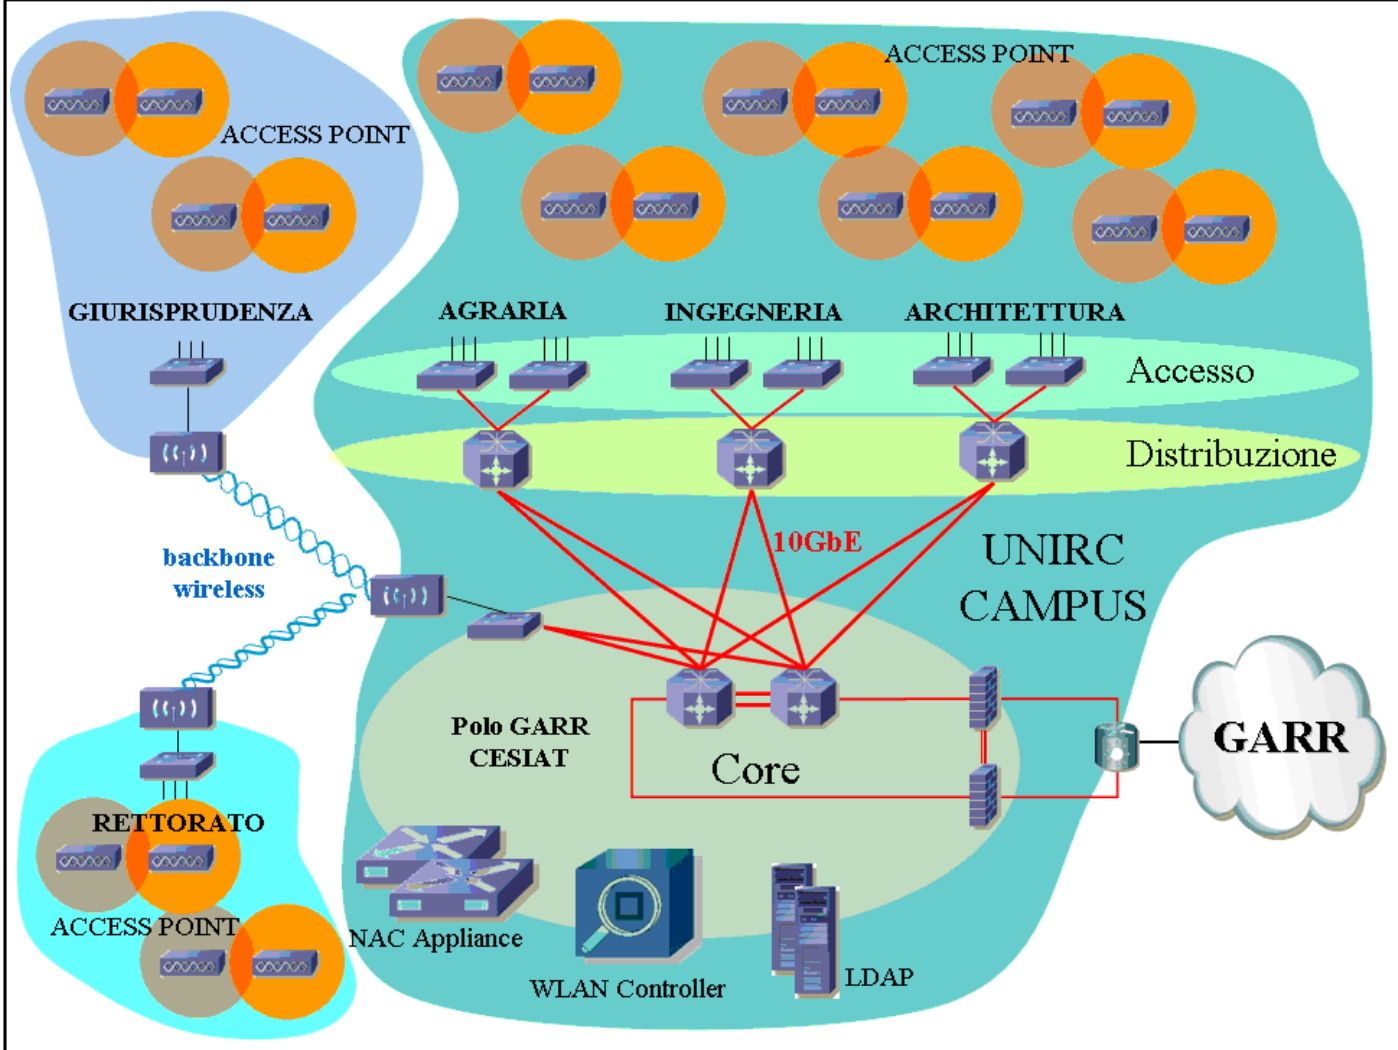 ACCESS POINT
ACCESS POINT
GIURISPRUDENZA
AGRARIA
INGEGNERIA
ARCHITETTURA
Accesso
Distribuzione
backbone
wireless
10GbE
UNIRC
CAMPUS
Polo GARR
CESIAT
Core
GARR
RETTORATO
ACCESS POINT
NAC Appliance
WLAN Controller
LDAP